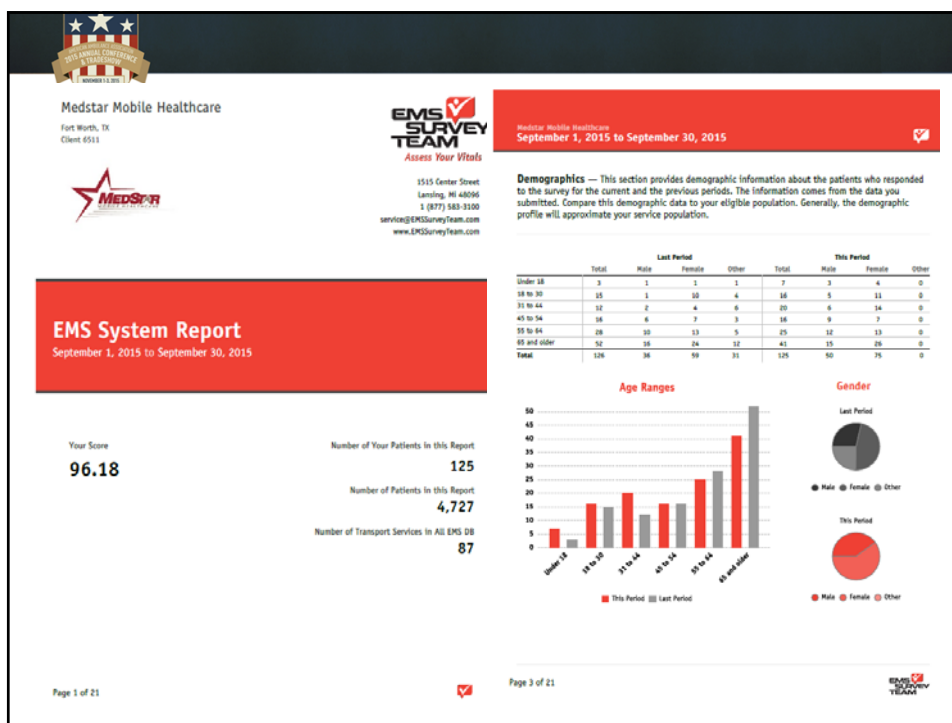 AMERICAN AMBULANCE ASSOCIATION
2015 ANNUAL CONFERENCE
& TRADESHOW
NOVEMBER 1-3, 2015
Medstar Mobile Healthcare
Fort Worth, TX
Client 6511
MEDSTAR
MOBILE HEALTHCARE
EMS
SURVEY
TEAM
Assess Your Vitals
1515 Center Street
Lansing, MI 48096
1 (877) 583-3100
service@EMSSurveyTeam.com
www.EMSSurveyTeam.com
EMS System Report
September 1, 2015 to September 30, 2015
Your Score
96.18
Number of Your Patients in this Report
125
Number of Patients in this Report
4,727
Number of Transport Services in All EMS DB
87
Page 1 of 21
Medstar Mobile Healthcare
September 1, 2015 to September 30, 2015
Demographics — This section provides demographic information about the patients who responded
to the survey for the current and the previous periods. The information comes from the data you
submitted. Compare this demographic data to your eligible population. Generally, the demographic
profile will approximate your service population.
Last Period This Period
Total Male Female Other Total Male Female Other
Under 18 3 1 1 1 7 3 4 0
18 to 30 15 1 10 4 16 5 11 0
31 to 44 12 2 4 6 20 6 14 0
45 to 54 16 6 7 3 16 9 7 0
55 to 64 28 10 13 5 25 12 13 0
65 and older 52 16 24 12 41 15 26 0
Total 126 36 59 31 125 50 75 0
Age Ranges
50
45
40
35
30
25
20
15
10
5
0
Under 18 18 to 30 31 to 44 45 to 54 55 to 64 65 and older
This Period Last Period
Gender
Last Period
Male Female Other
This Period
Male Female Other
Page 3 of 21
EMS
SURVEY
TEAM